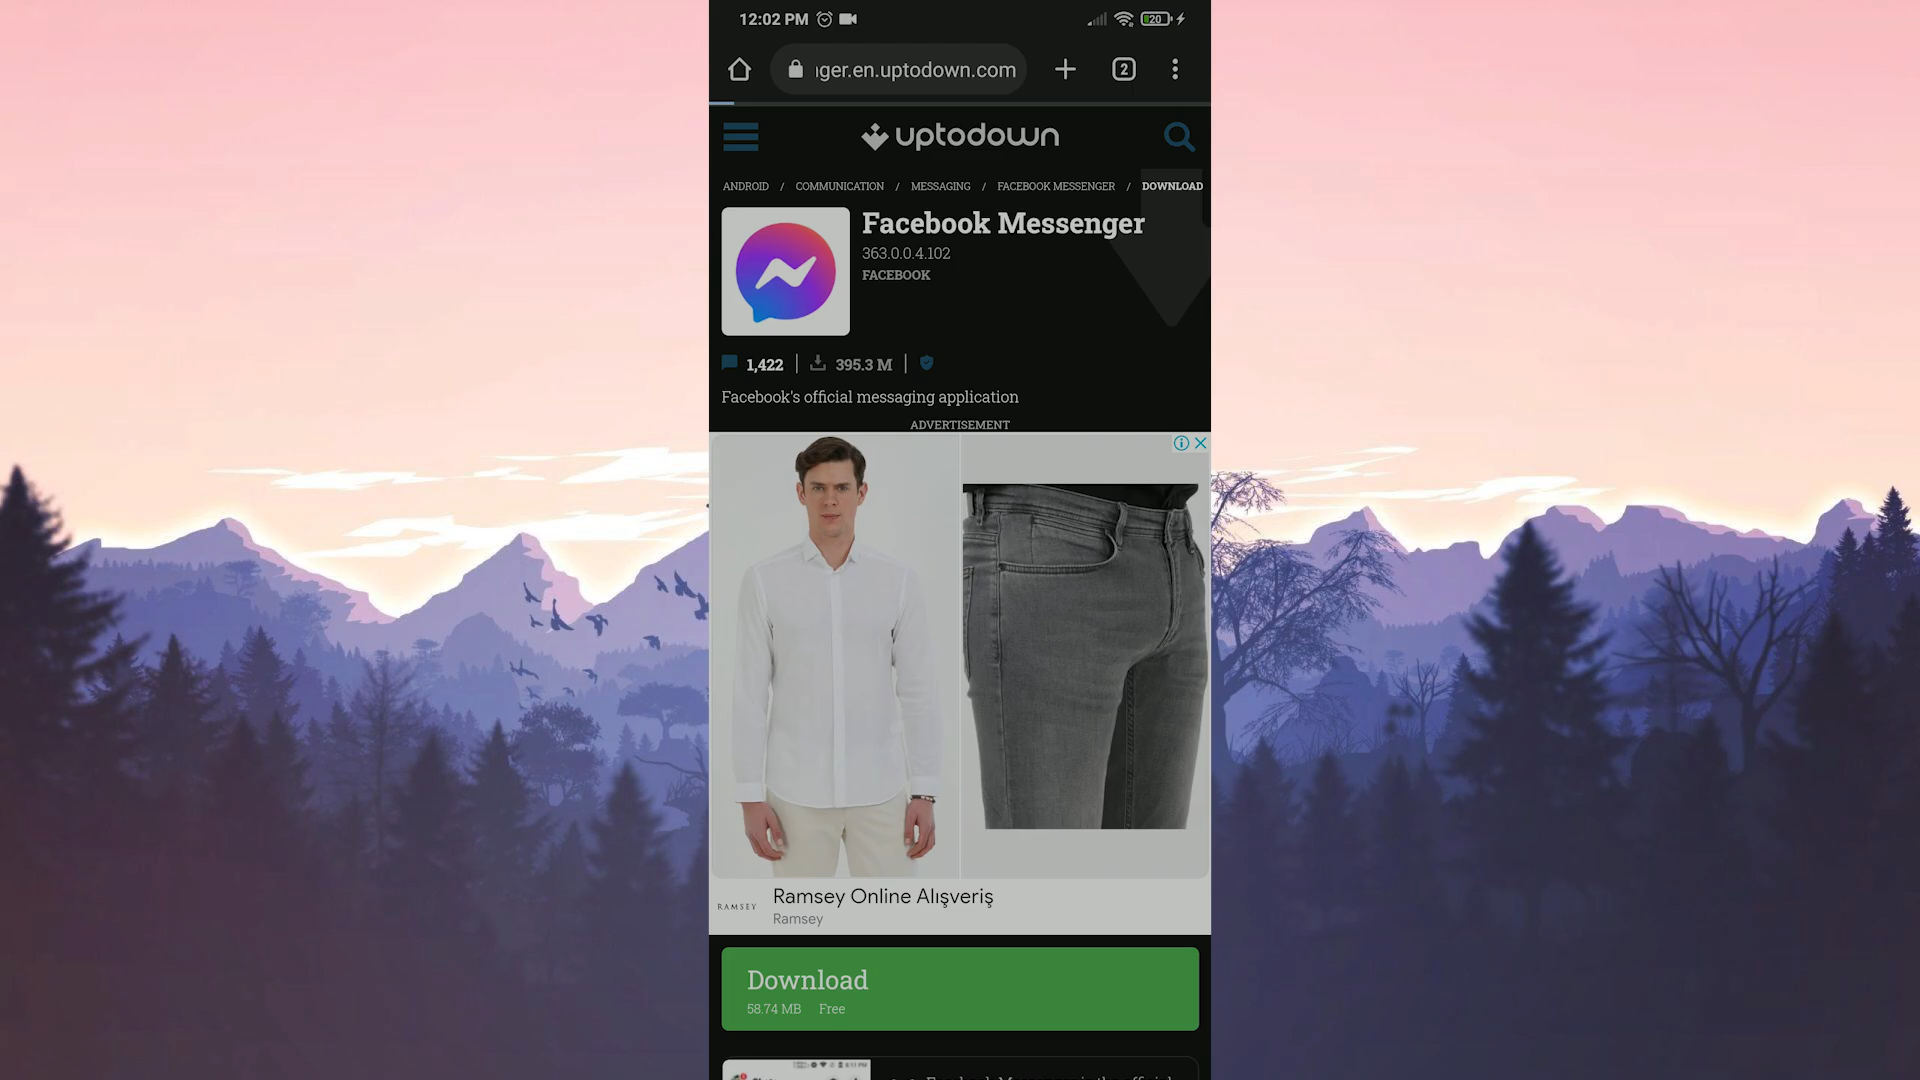 12:02 PM 20
ıger.en.uptodown.com 2
uptodown
ANDROID / COMMUNICATION / MESSAGING / FACEBOOK MESSENGER / DOWNLOAD
Facebook Messenger
363.0.0.4.102
FACEBOOK
1,422 395.3 M
Facebook's official messaging application
ADVERTISEMENT
Ramsey Online Alışveriş
RAMSEY
Ramsey
Download
58.74 MB Free